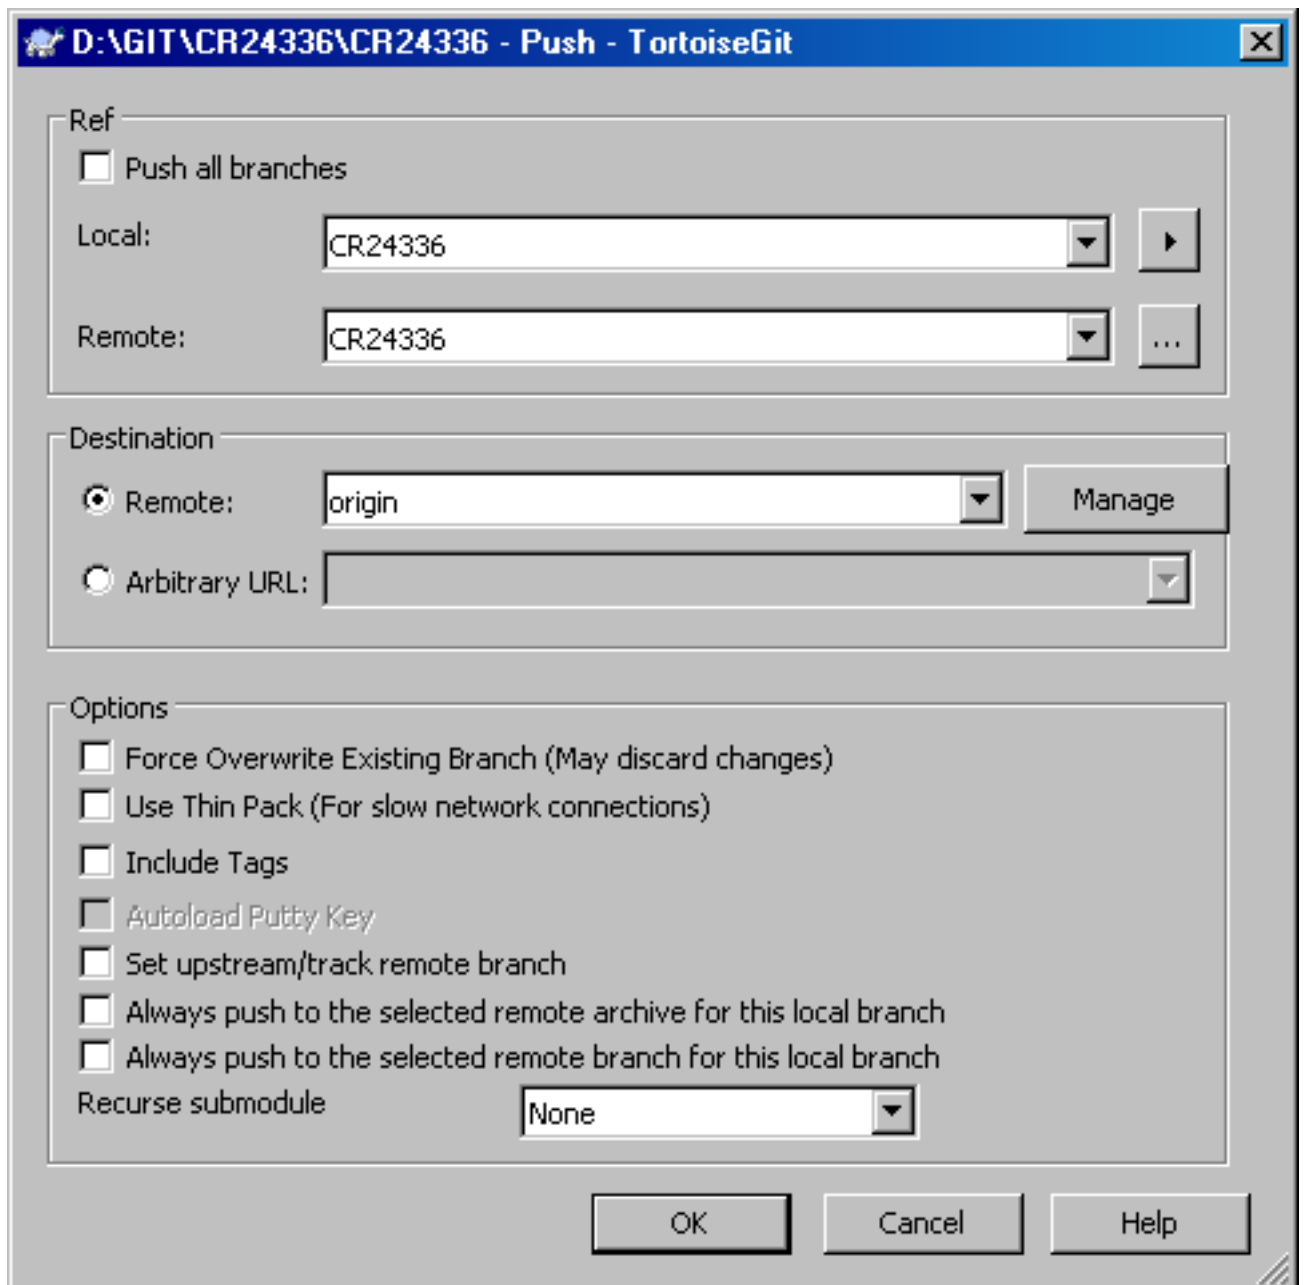 D:\GIT\CR24336\CR24336 - Push - TortoiseGit
Ref
Push all branches
Local: CR24336
Remote: CR24336 ...
Destination
Remote: origin Manage
Arbitrary URL:
Options
Force Overwrite Existing Branch (May discard changes)
Use Thin Pack (For slow network connections)
Include Tags
Autoload Putty Key
Set upstream/track remote branch
Always push to the selected remote archive for this local branch
Always push to the selected remote branch for this local branch
Recurse submodule None
OK Cancel Help